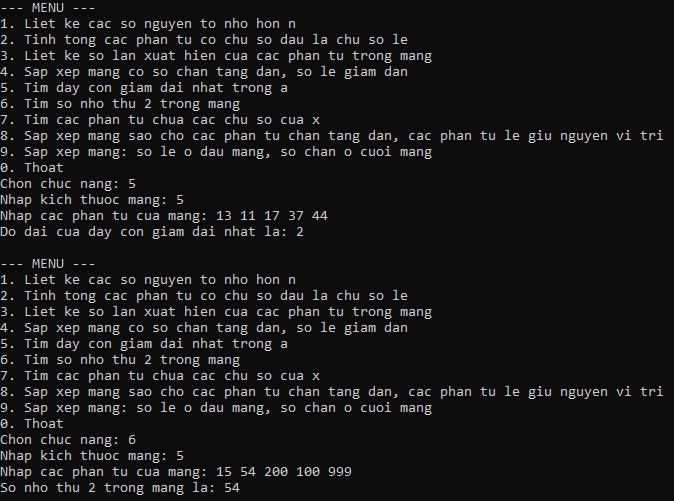 --- MENU ---
1. Liet ke cac so nguyen to nho hon n
2. Tinh tong cac phan tu co chu so dau la chu so le
3. Liet ke so lan xuat hien cua cac phan tu trong mang
4. Sap xep mang co so chan tang dan, so le giam dan
5. Tim day con giam dai nhat trong a
6. Tim so nho thu 2 trong mang
7. Tim cac phan tu chua cac chu so cua x
8. Sap xep mang sao cho cac phan tu chan tang dan, cac phan tu le giu nguyen vi tri
9. Sap xep mang: so le o dau mang, so chan o cuoi mang
0. Thoat
Chon chuc nang: 5
Nhap kich thuoc mang: 5
Nhap cac phan tu cua mang: 13 11 17 37 44
Do dai cua day con giam dai nhat la: 2

--- MENU ---
1. Liet ke cac so nguyen to nho hon n
2. Tinh tong cac phan tu co chu so dau la chu so le
3. Liet ke so lan xuat hien cua cac phan tu trong mang
4. Sap xep mang co so chan tang dan, so le giam dan
5. Tim day con giam dai nhat trong a
6. Tim so nho thu 2 trong mang
7. Tim cac phan tu chua cac chu so cua x
8. Sap xep mang sao cho cac phan tu chan tang dan, cac phan tu le giu nguyen vi tri
9. Sap xep mang: so le o dau mang, so chan o cuoi mang
0. Thoat
Chon chuc nang: 6
Nhap kich thuoc mang: 5
Nhap cac phan tu cua mang: 15 54 200 100 999
So nho thu 2 trong mang la: 54